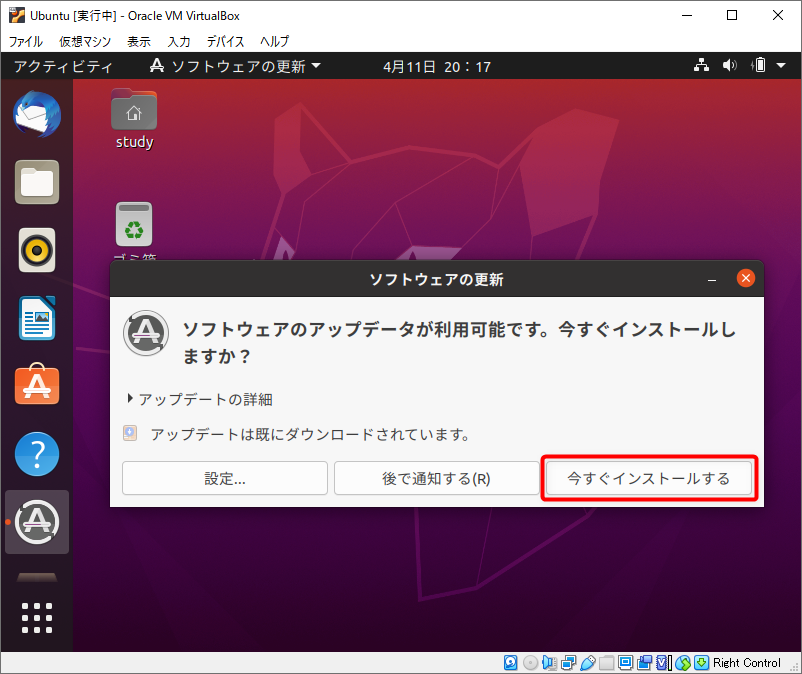 Ubuntu [実行中] - Oracle VM VirtualBox
ファイル 仮想マシン 表示 入力 デバイス ヘルプ
アクティビティ ソフトウェアの更新 4月11日 20：17
study
ゴミ箱
ソフトウェアの更新
ソフトウェアのアップデータが利用可能です。今すぐインストールし
ますか？
アップデートの詳細
アップデートは既にダウンロードされています。
設定... 後で通知する(R) 今すぐインストールする
Right Control